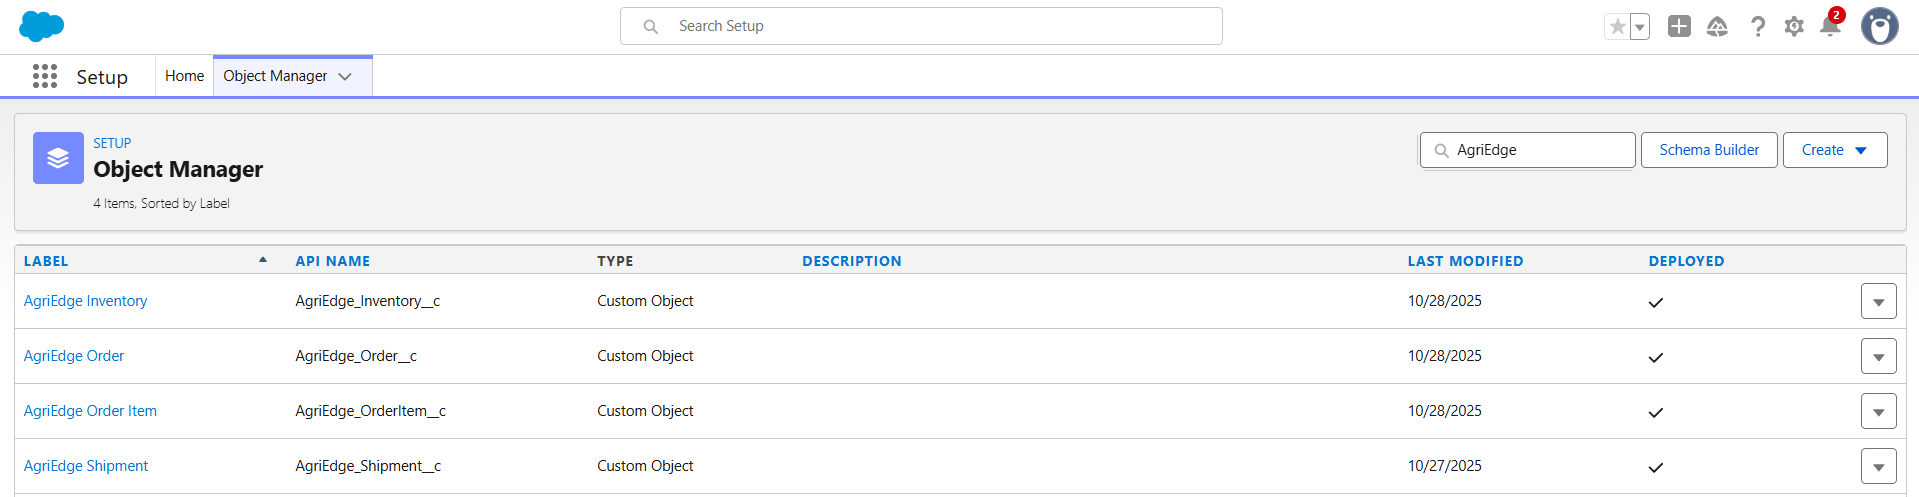 Search Setup
2
Setup Home Object Manager
SETUP
Object Manager
4 Items, Sorted by Label
AgriEdge Schema Builder Create
LABEL API NAME TYPE DESCRIPTION LAST MODIFIED DEPLOYED
AgriEdge Inventory AgriEdge_Inventory__c Custom Object 10/28/2025
AgriEdge Order AgriEdge_Order__c Custom Object 10/28/2025
AgriEdge Order Item AgriEdge_OrderItem__c Custom Object 10/28/2025
AgriEdge Shipment AgriEdge_Shipment__c Custom Object 10/27/2025